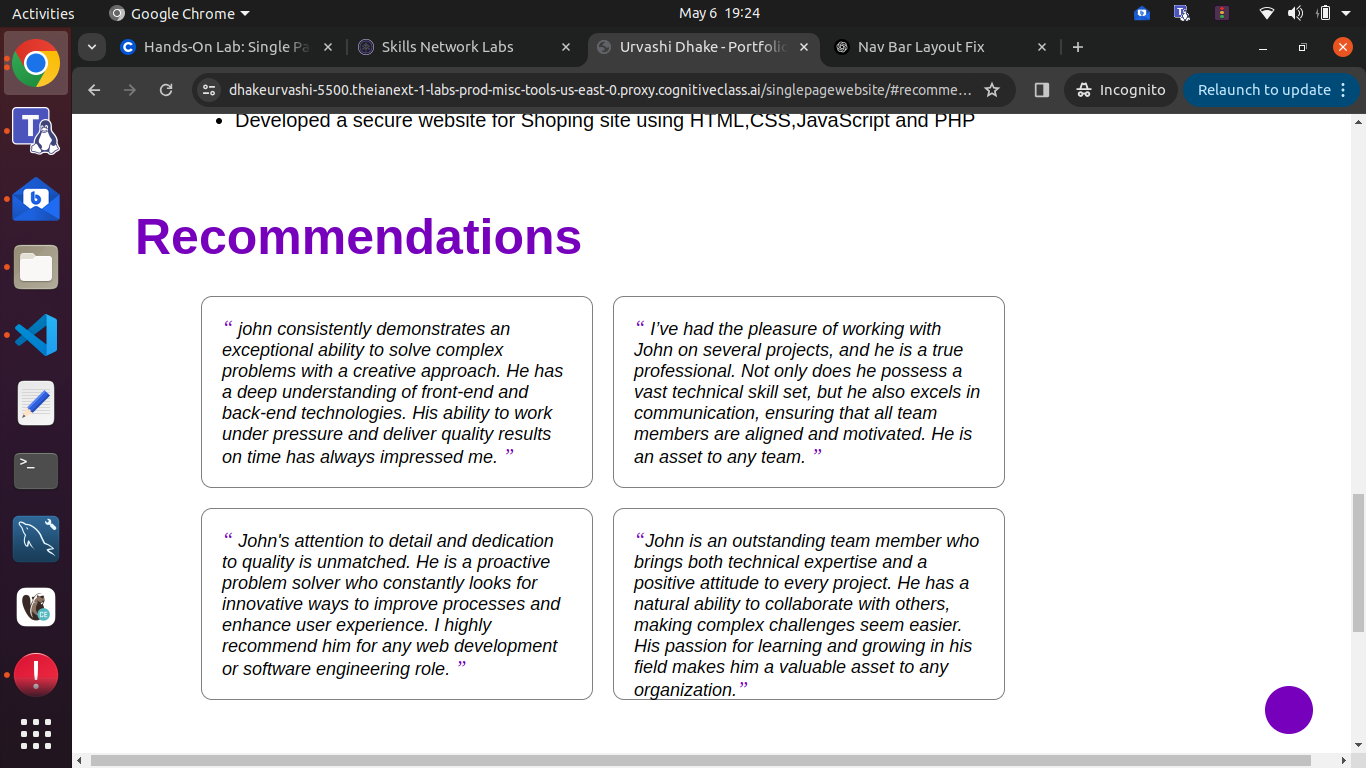 Activities
Google Chrome
May 6 19:24
Hands-On Lab: Single Pa
Skills Network Labs
Urvashi Dhake - Portfolio
Nav Bar Layout Fix
dhakeurvashi-5500.theianext-1-labs-prod-misc-tools-us-east-0.proxy.cognitiveclass.ai/singlepagewebsite/#recomme...
Incognito
Relaunch to update
• Developed a secure website for Shoping site using HTML,CSS,JavaScript and PHP
Recommendations
“ john consistently demonstrates an
exceptional ability to solve complex
problems with a creative approach. He has
a deep understanding of front-end and
back-end technologies. His ability to work
under pressure and deliver quality results
on time has always impressed me. ”
“ I’ve had the pleasure of working with
John on several projects, and he is a true
professional. Not only does he possess a
vast technical skill set, but he also excels in
communication, ensuring that all team
members are aligned and motivated. He is
an asset to any team. ”
“ John's attention to detail and dedication
to quality is unmatched. He is a proactive
problem solver who constantly looks for
innovative ways to improve processes and
enhance user experience. I highly
recommend him for any web development
or software engineering role. ”
“John is an outstanding team member who
brings both technical expertise and a
positive attitude to every project. He has a
natural ability to collaborate with others,
making complex challenges seem easier.
His passion for learning and growing in his
field makes him a valuable asset to any
organization.”